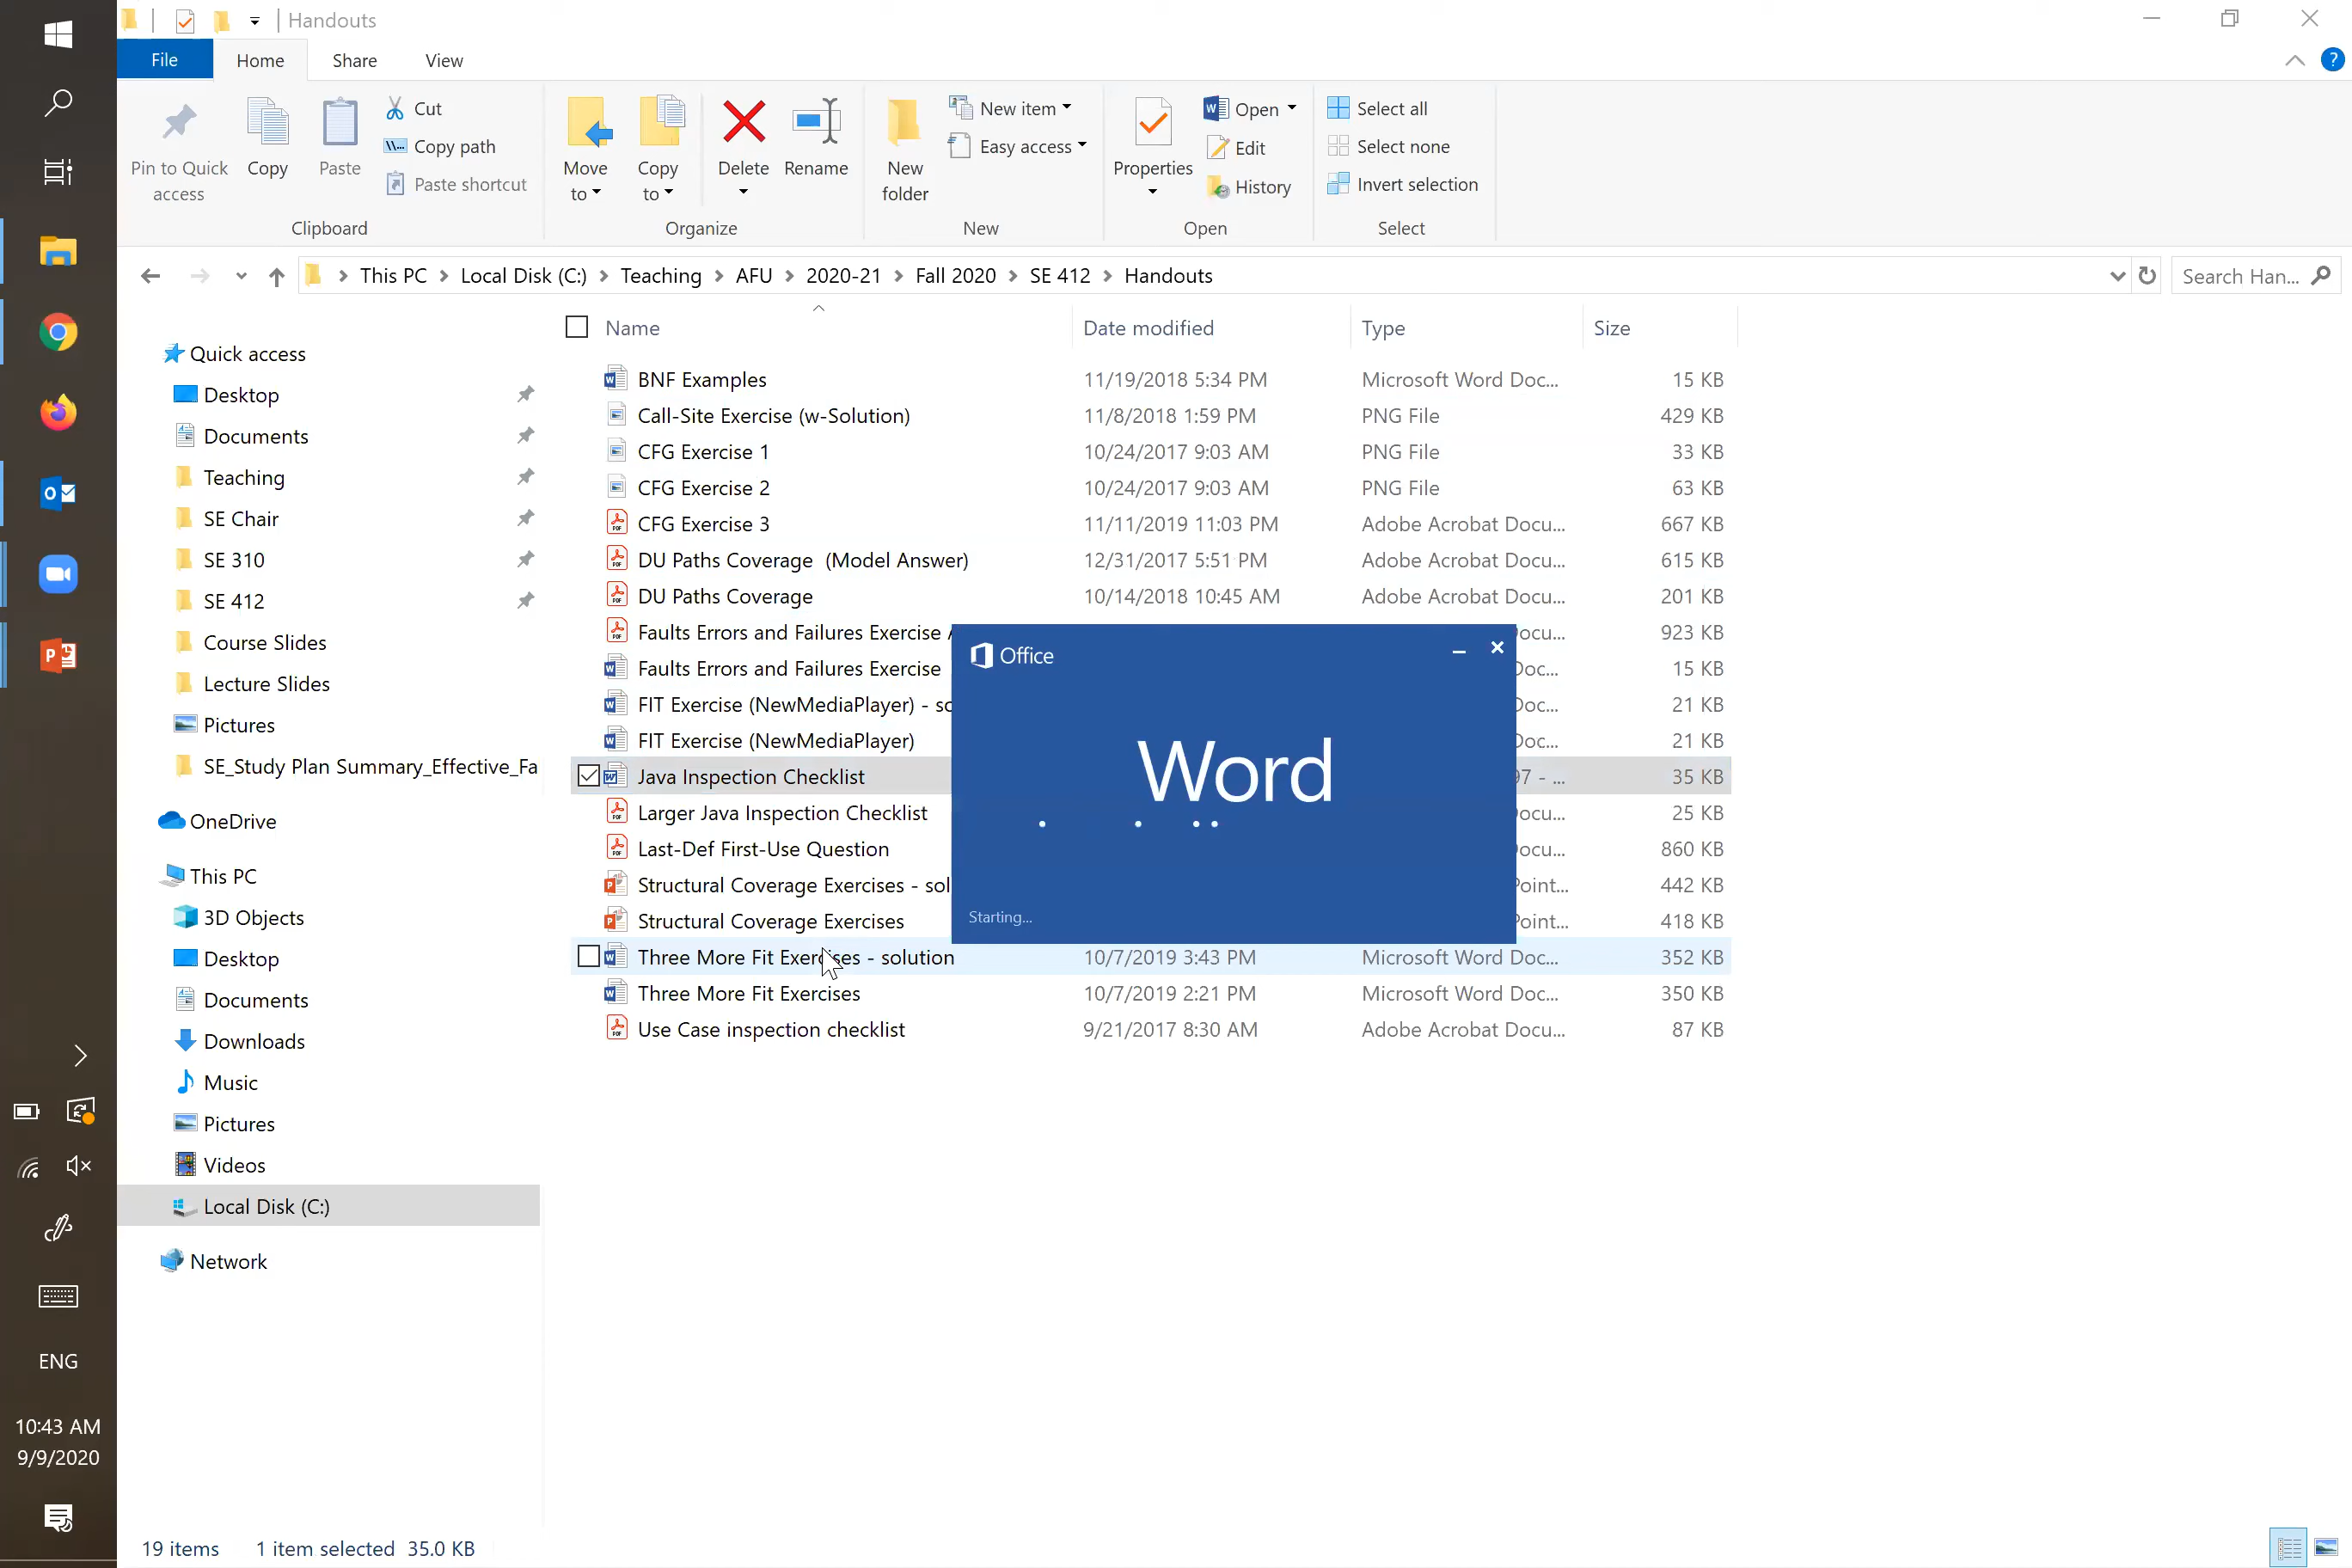 Handouts
File Home Share View
Pin to Quick access
Copy
Paste
Cut
Copy path
Paste shortcut
Clipboard
Move to
Copy to
Delete
Rename
Organize
New folder
New item
Easy access
New
Properties
Open
Edit
History
Open
Select all
Select none
Invert selection
Select
This PC Local Disk (C:) Teaching AFU 2020-21 Fall 2020 SE 412 Handouts
Search Han...
Quick access
Desktop
Documents
Teaching
SE Chair
SE 310
SE 412
Course Slides
Lecture Slides
Pictures
SE_Study Plan Summary_Effective_Fa
OneDrive
This PC
3D Objects
Desktop
Documents
Downloads
Music
Pictures
Videos
Local Disk (C:)
Network
Name Date modified Type Size
BNF Examples 11/19/2018 5:34 PM Microsoft Word Doc... 15 KB
Call-Site Exercise (w-Solution) 11/8/2018 1:59 PM PNG File 429 KB
CFG Exercise 1 10/24/2017 9:03 AM PNG File 33 KB
CFG Exercise 2 10/24/2017 9:03 AM PNG File 63 KB
CFG Exercise 3 11/11/2019 11:03 PM Adobe Acrobat Docu... 667 KB
DU Paths Coverage (Model Answer) 12/31/2017 5:51 PM Adobe Acrobat Docu... 615 KB
DU Paths Coverage 10/14/2018 10:45 AM Adobe Acrobat Docu... 201 KB
Faults Errors and Failures Exercise ocu... 923 KB
Faults Errors and Failures Exercise Doc... 15 KB
FIT Exercise (NewMediaPlayer) - so Doc... 21 KB
FIT Exercise (NewMediaPlayer) Doc... 21 KB
Java Inspection Checklist 97 - ... 35 KB
Larger Java Inspection Checklist ocu... 25 KB
Last-Def First-Use Question ocu... 860 KB
Structural Coverage Exercises - sol Point... 442 KB
Structural Coverage Exercises Point... 418 KB
Three More Fit Exercises - solution 10/7/2019 3:43 PM Microsoft Word Doc... 352 KB
Three More Fit Exercises 10/7/2019 2:21 PM Microsoft Word Doc... 350 KB
Use Case inspection checklist 9/21/2017 8:30 AM Adobe Acrobat Docu... 87 KB
Office
Word
Starting...
ENG
10:43 AM
9/9/2020
19 items 1 item selected 35.0 KB